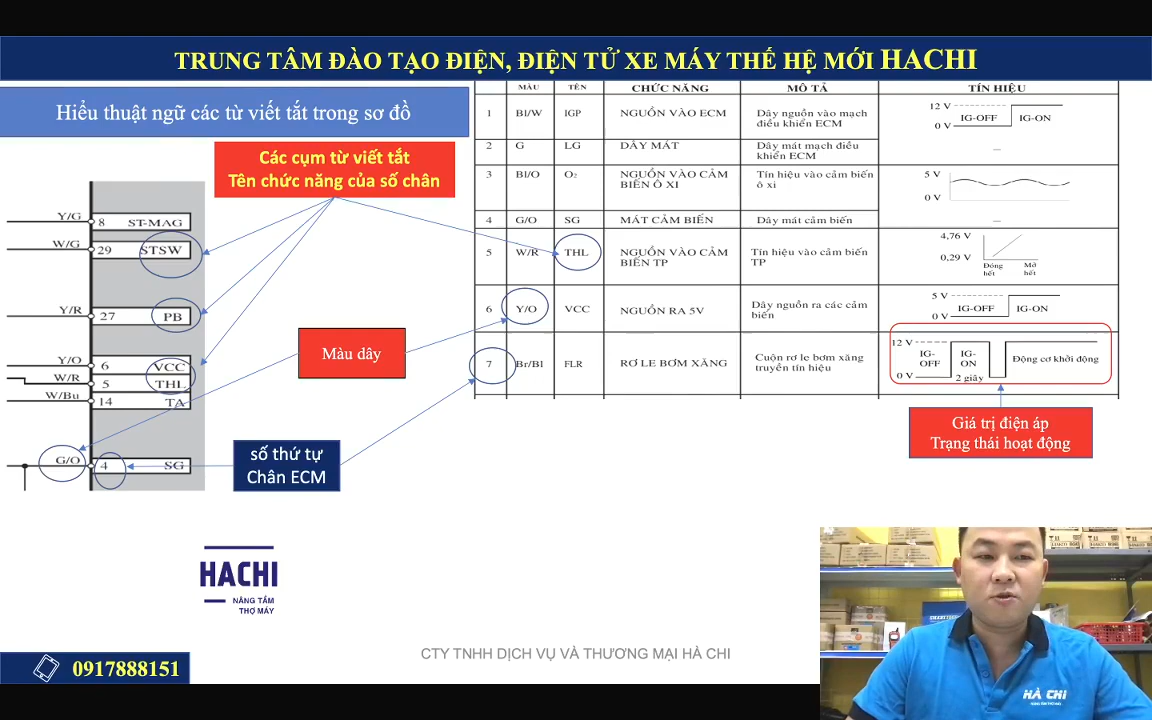 TRUNG TÂM ĐÀO TẠO ĐIỆN, ĐIỆN TỬ XE MÁY THẾ HỆ MỚI HACHI
Hiểu thuật ngữ các từ viết tắt trong sơ đồ
Các cụm từ viết tắt
Tên chức năng của số chân
Y/G 8 ST-MAG
W/G 29 STSW
Y/R 27 PB
Y/O 6 VCC
W/R 5 THL
W/Bu 14 TA
G/O 4 SG
Màu dây
số thứ tự
Chân ECM
MÀU TÊN CHỨC NĂNG MÔ TẢ TÍN HIỆU
1 Bl/W IGP NGUỒN VÀO ECM Dây nguồn vào mạch điều khiển ECM 12 V 0 V IG-OFF IG-ON
2 G LG DÂY MÁT Dây mát mạch điều khiển ECM –
3 Bl/O O₂ NGUỒN VÀO CẢM BIẾN Ô XI Tín hiệu vào cảm biến ô xi 5 V 0 V
4 G/O SG MÁT CẢM BIẾN Dây mát cảm biến –
5 W/R THL NGUỒN VÀO CẢM BIẾN TP Tín hiệu vào cảm biến TP 4,76 V 0,29 V Đóng hết Mở hết
6 Y/O VCC NGUỒN RA 5V Dây nguồn ra các cảm biến 5 V 0 V IG-OFF IG-ON
7 Br/Bl FLR RƠ LE BƠM XĂNG Cuộn rơ le bơm xăng truyền tín hiệu 12 V 0 V IG-OFF IG-ON 2 giây Động cơ khởi động
Giá trị điện áp
Trạng thái hoạt động
HACHI
NÂNG TẦM
THỢ MÁY
0917888151
CTY TNHH DỊCH VỤ VÀ THƯƠNG MẠI HÀ CHI
HÀ CHI